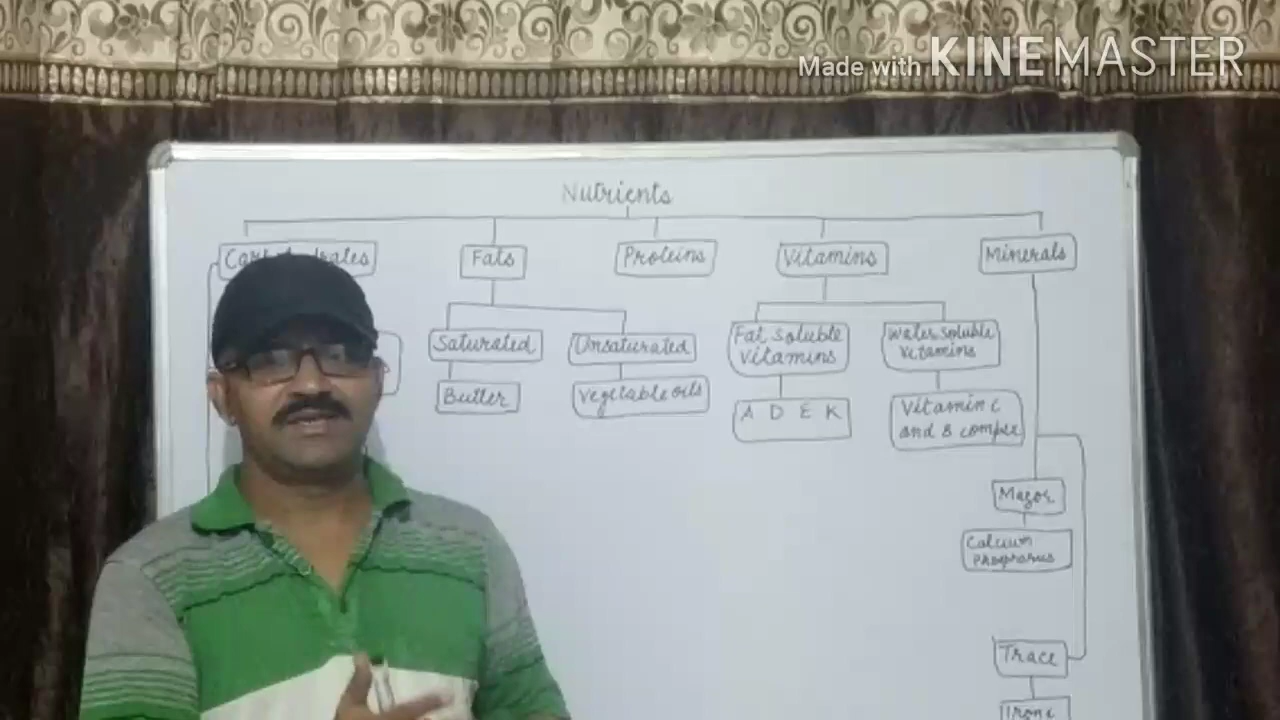 Made with KINEMASTER
Nutrients
Fats
Proteins
Vitamins
Minerals
Saturated
Unsaturated
Fat Soluble
Vitamins
Water Soluble
Vitamins
Butter
Vegetable oils
A D E K
Vitamin C
and B complex
Major
Calcium
Phosphorus
Trace